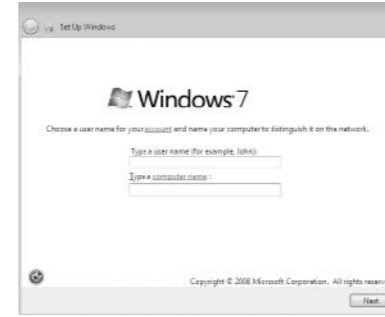 Set Up Windows
Windows 7
Choose a user name for your account and name your computer to distinguish it on the network.
Type a user name (for example, John):
Type a computer name :
Copyright © 2008 Microsoft Corporation. All rights reserv
Next